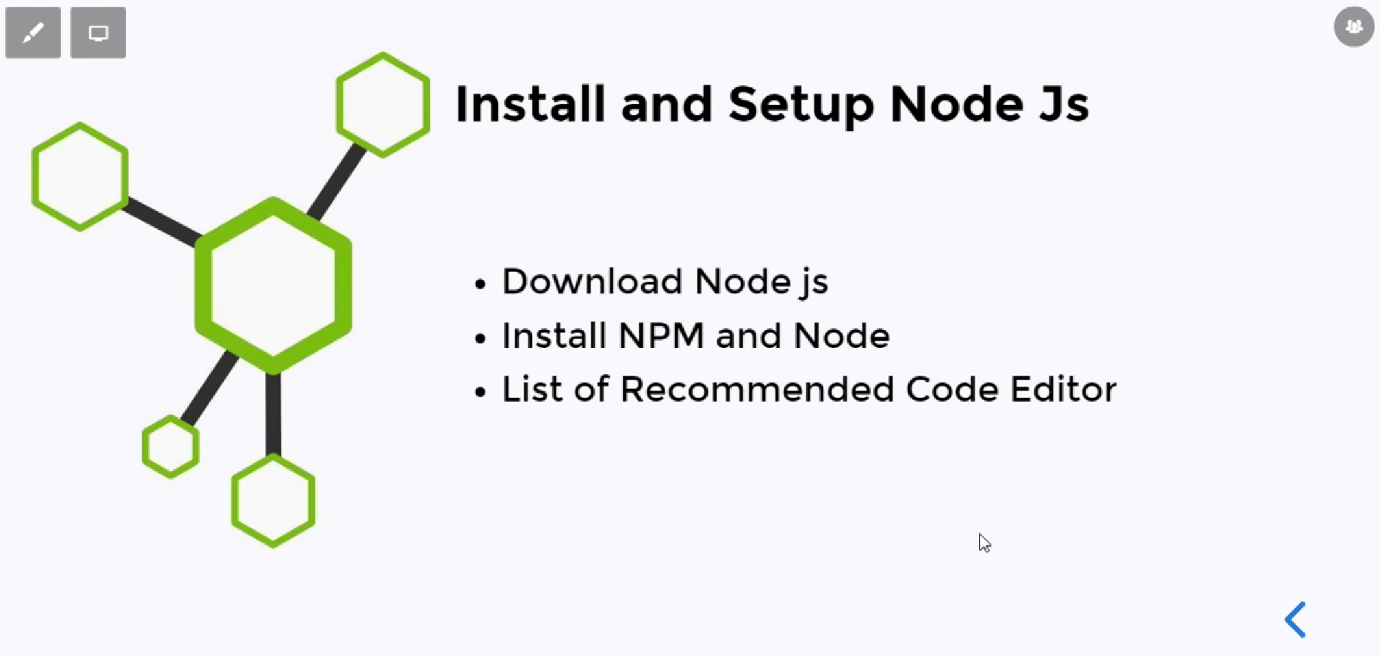 Install and Setup Node Js
• Download Node js
• Install NPM and Node
• List of Recommended Code Editor